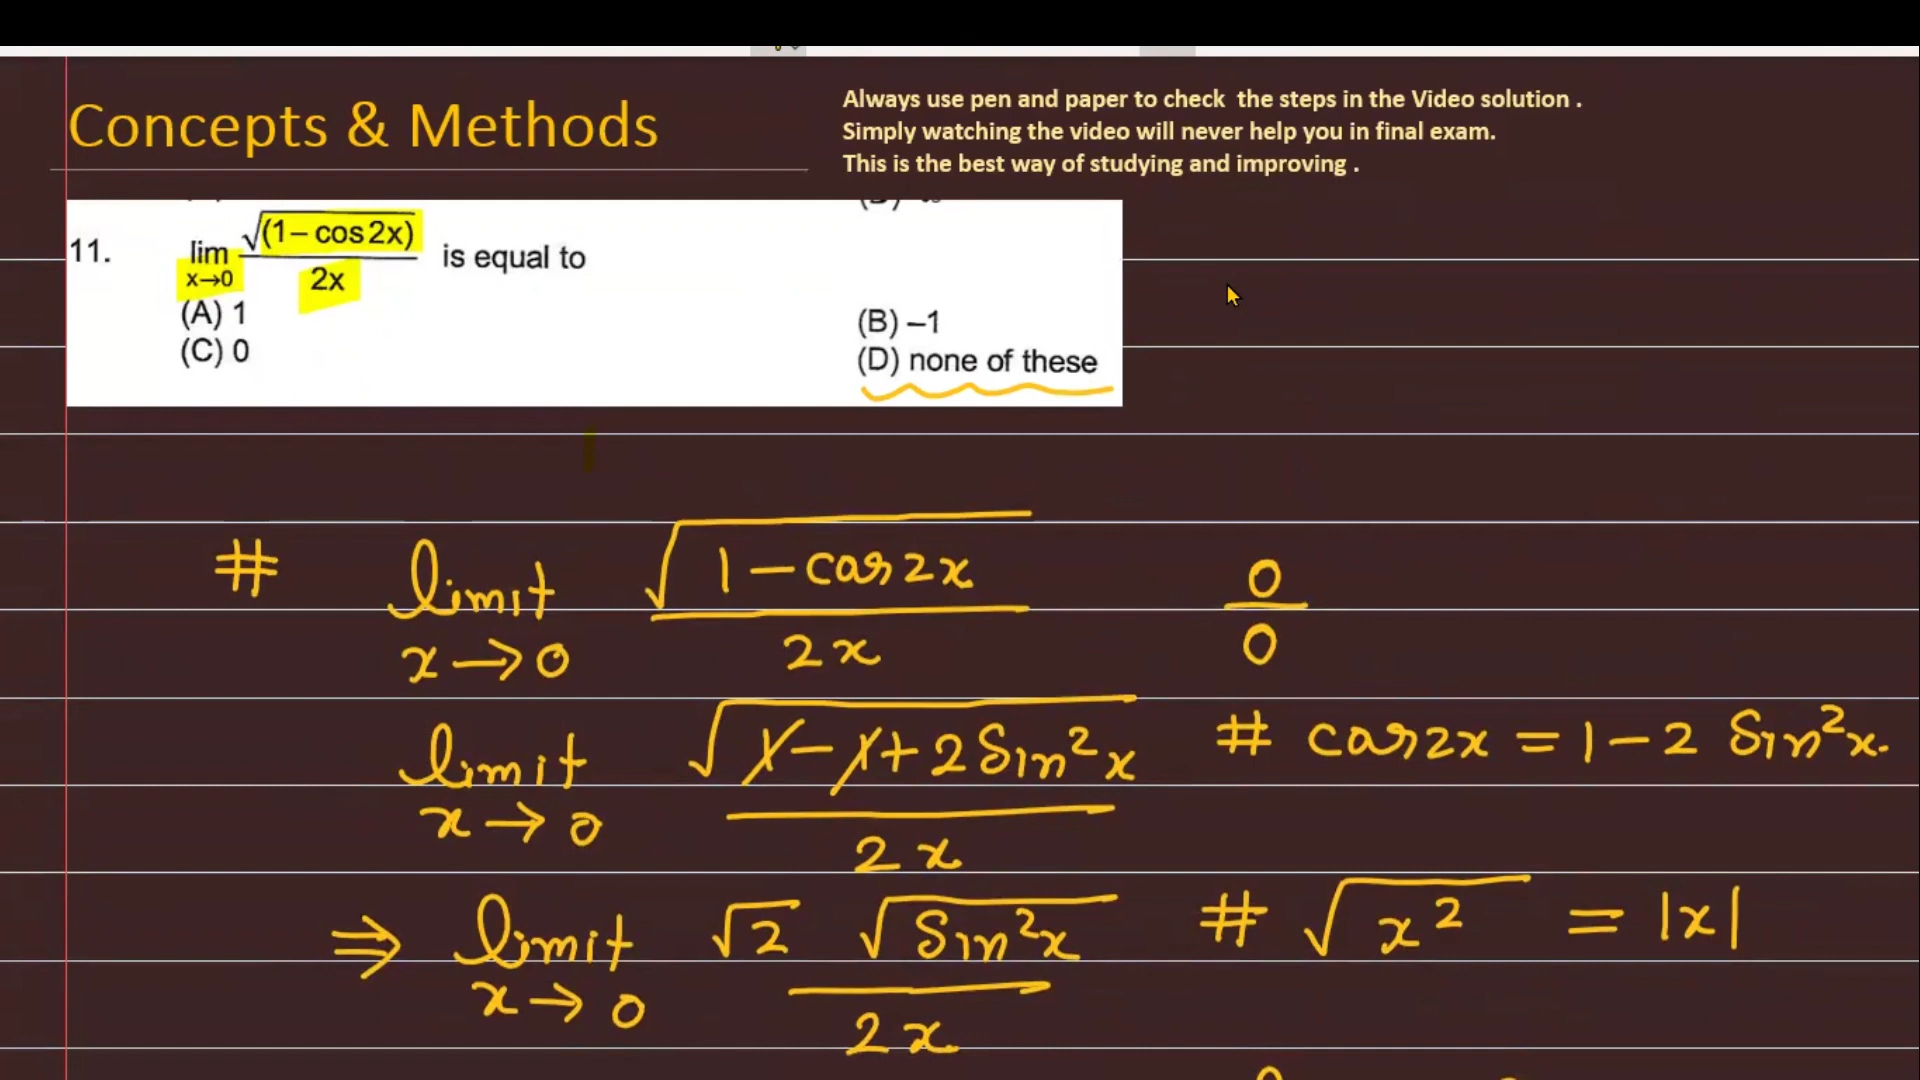 Concepts & Methods
Always use pen and paper to check the steps in the Video solution .
Simply watching the video will never help you in final exam.
This is the best way of studying and improving .
11. lim x→0 √(1– cos 2x) / 2x is equal to
(A) 1
(B) –1
(C) 0
(D) none of these
# limit x→0 √(1 – cos 2x) / 2x 0/0
limit x→0 √(1 – 1 + 2 Sin²x) / 2x # cos 2x = 1 – 2 Sin²x.
⇒ limit x→0 √2 √(Sin²x) / 2x # √(x²) = |x|